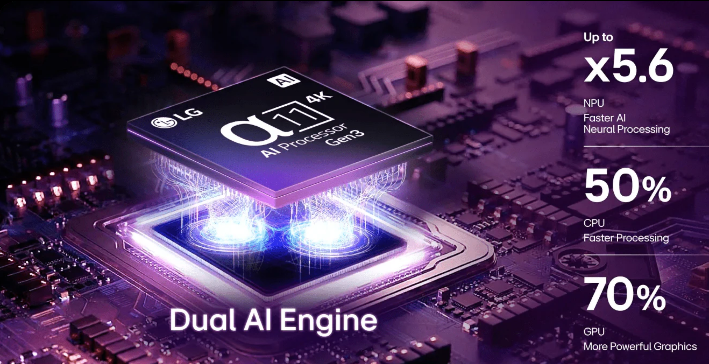 AI
LG
α11 4K
AI Processor
Gen3
Dual AI Engine
Up to
x5.6
NPU
Faster AI
Neural Processing
50%
CPU
Faster Processing
70%
GPU
More Powerful Graphics